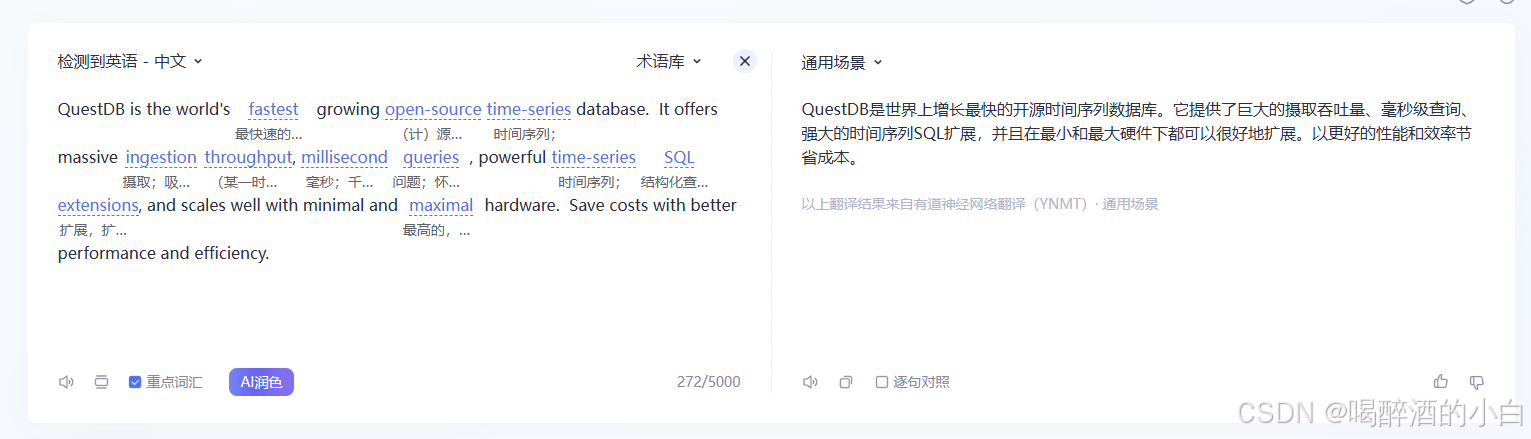 检测到英语 - 中文
术语库
通用场景
QuestDB is the world's fastest growing open-source time-series database. It offers
最快速的... （计）源... 时间序列；
massive ingestion throughput, millisecond queries , powerful time-series SQL
摄取；吸... （某一时... 毫秒；千... 问题；怀... 时间序列； 结构化查...
extensions, and scales well with minimal and maximal hardware. Save costs with better
扩展，扩... 最高的，...
performance and efficiency.
重点词汇
AI润色
272/5000
QuestDB是世界上增长最快的开源时间序列数据库。它提供了巨大的摄取吞吐量、毫秒级查询、
强大的时间序列SQL扩展，并且在最小和最大硬件下都可以很好地扩展。以更好的性能和效率节
省成本。
以上翻译结果来自有道神经网络翻译（YNMT）· 通用场景
逐句对照
CSDN @喝醉酒的小白